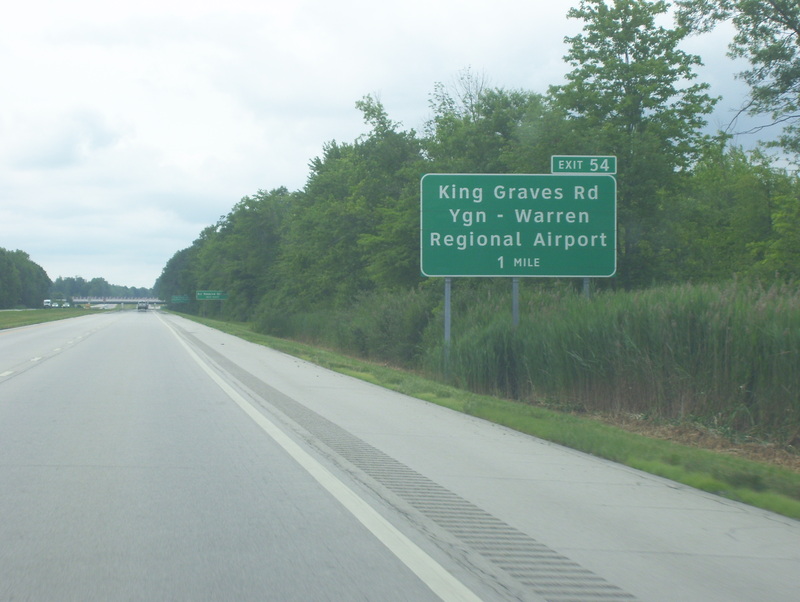 EXIT 54
King Graves Rd
Ygn - Warren
Regional Airport
1 MILE